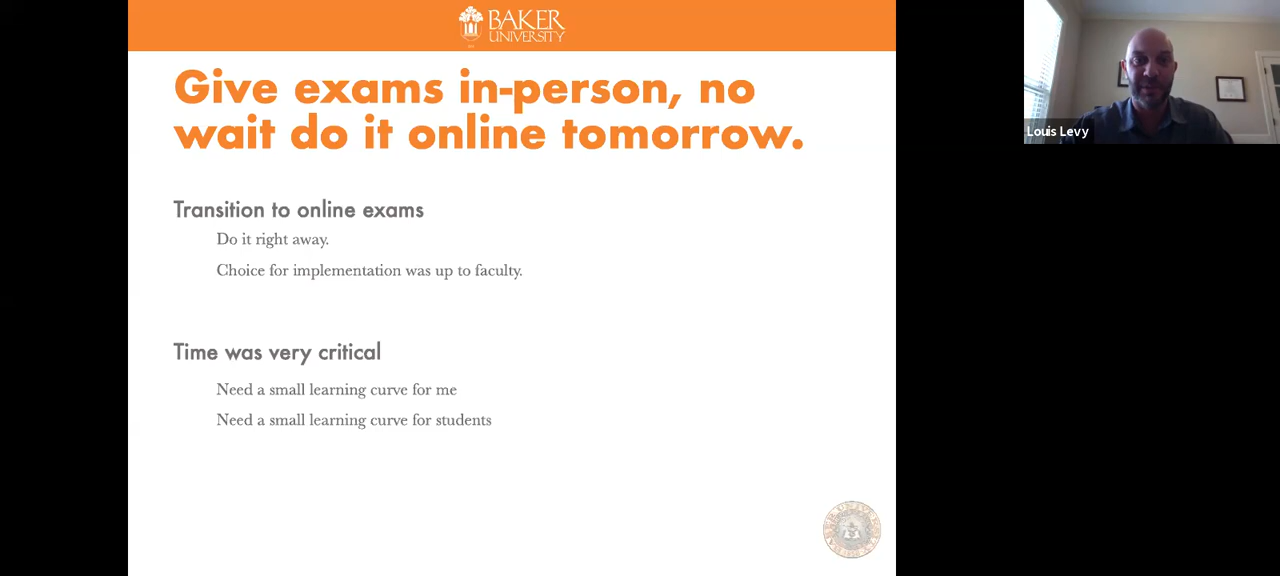 BAKER
UNIVERSITY
Give exams in-person, no
wait do it online tomorrow.
Transition to online exams
Do it right away.
Choice for implementation was up to faculty.
Time was very critical
Need a small learning curve for me
Need a small learning curve for students
Louis Levy